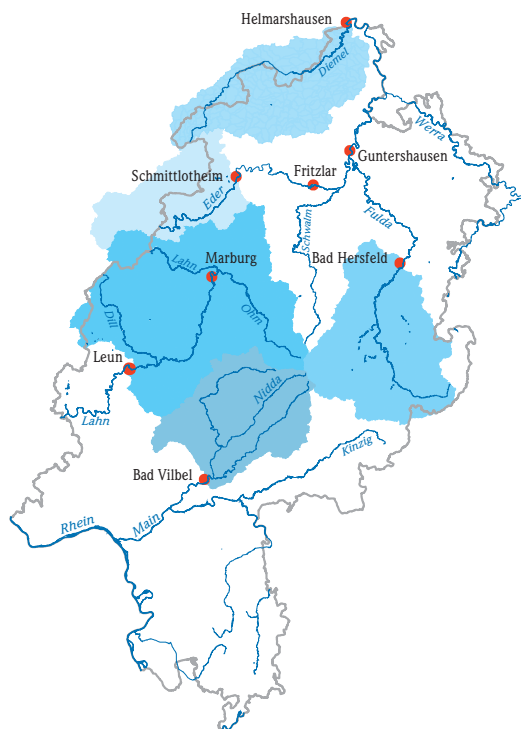 Helmarshausen
Diemel
Werra
Guntershausen
Schmittlotheim
Fritzlar
Eder
Schwalm
Fulda
Marburg
Lahn
Bad Hersfeld
Dill
Ohm
Leun
Nidda
Lahn
Kinzig
Bad Vilbel
Rhein
Main